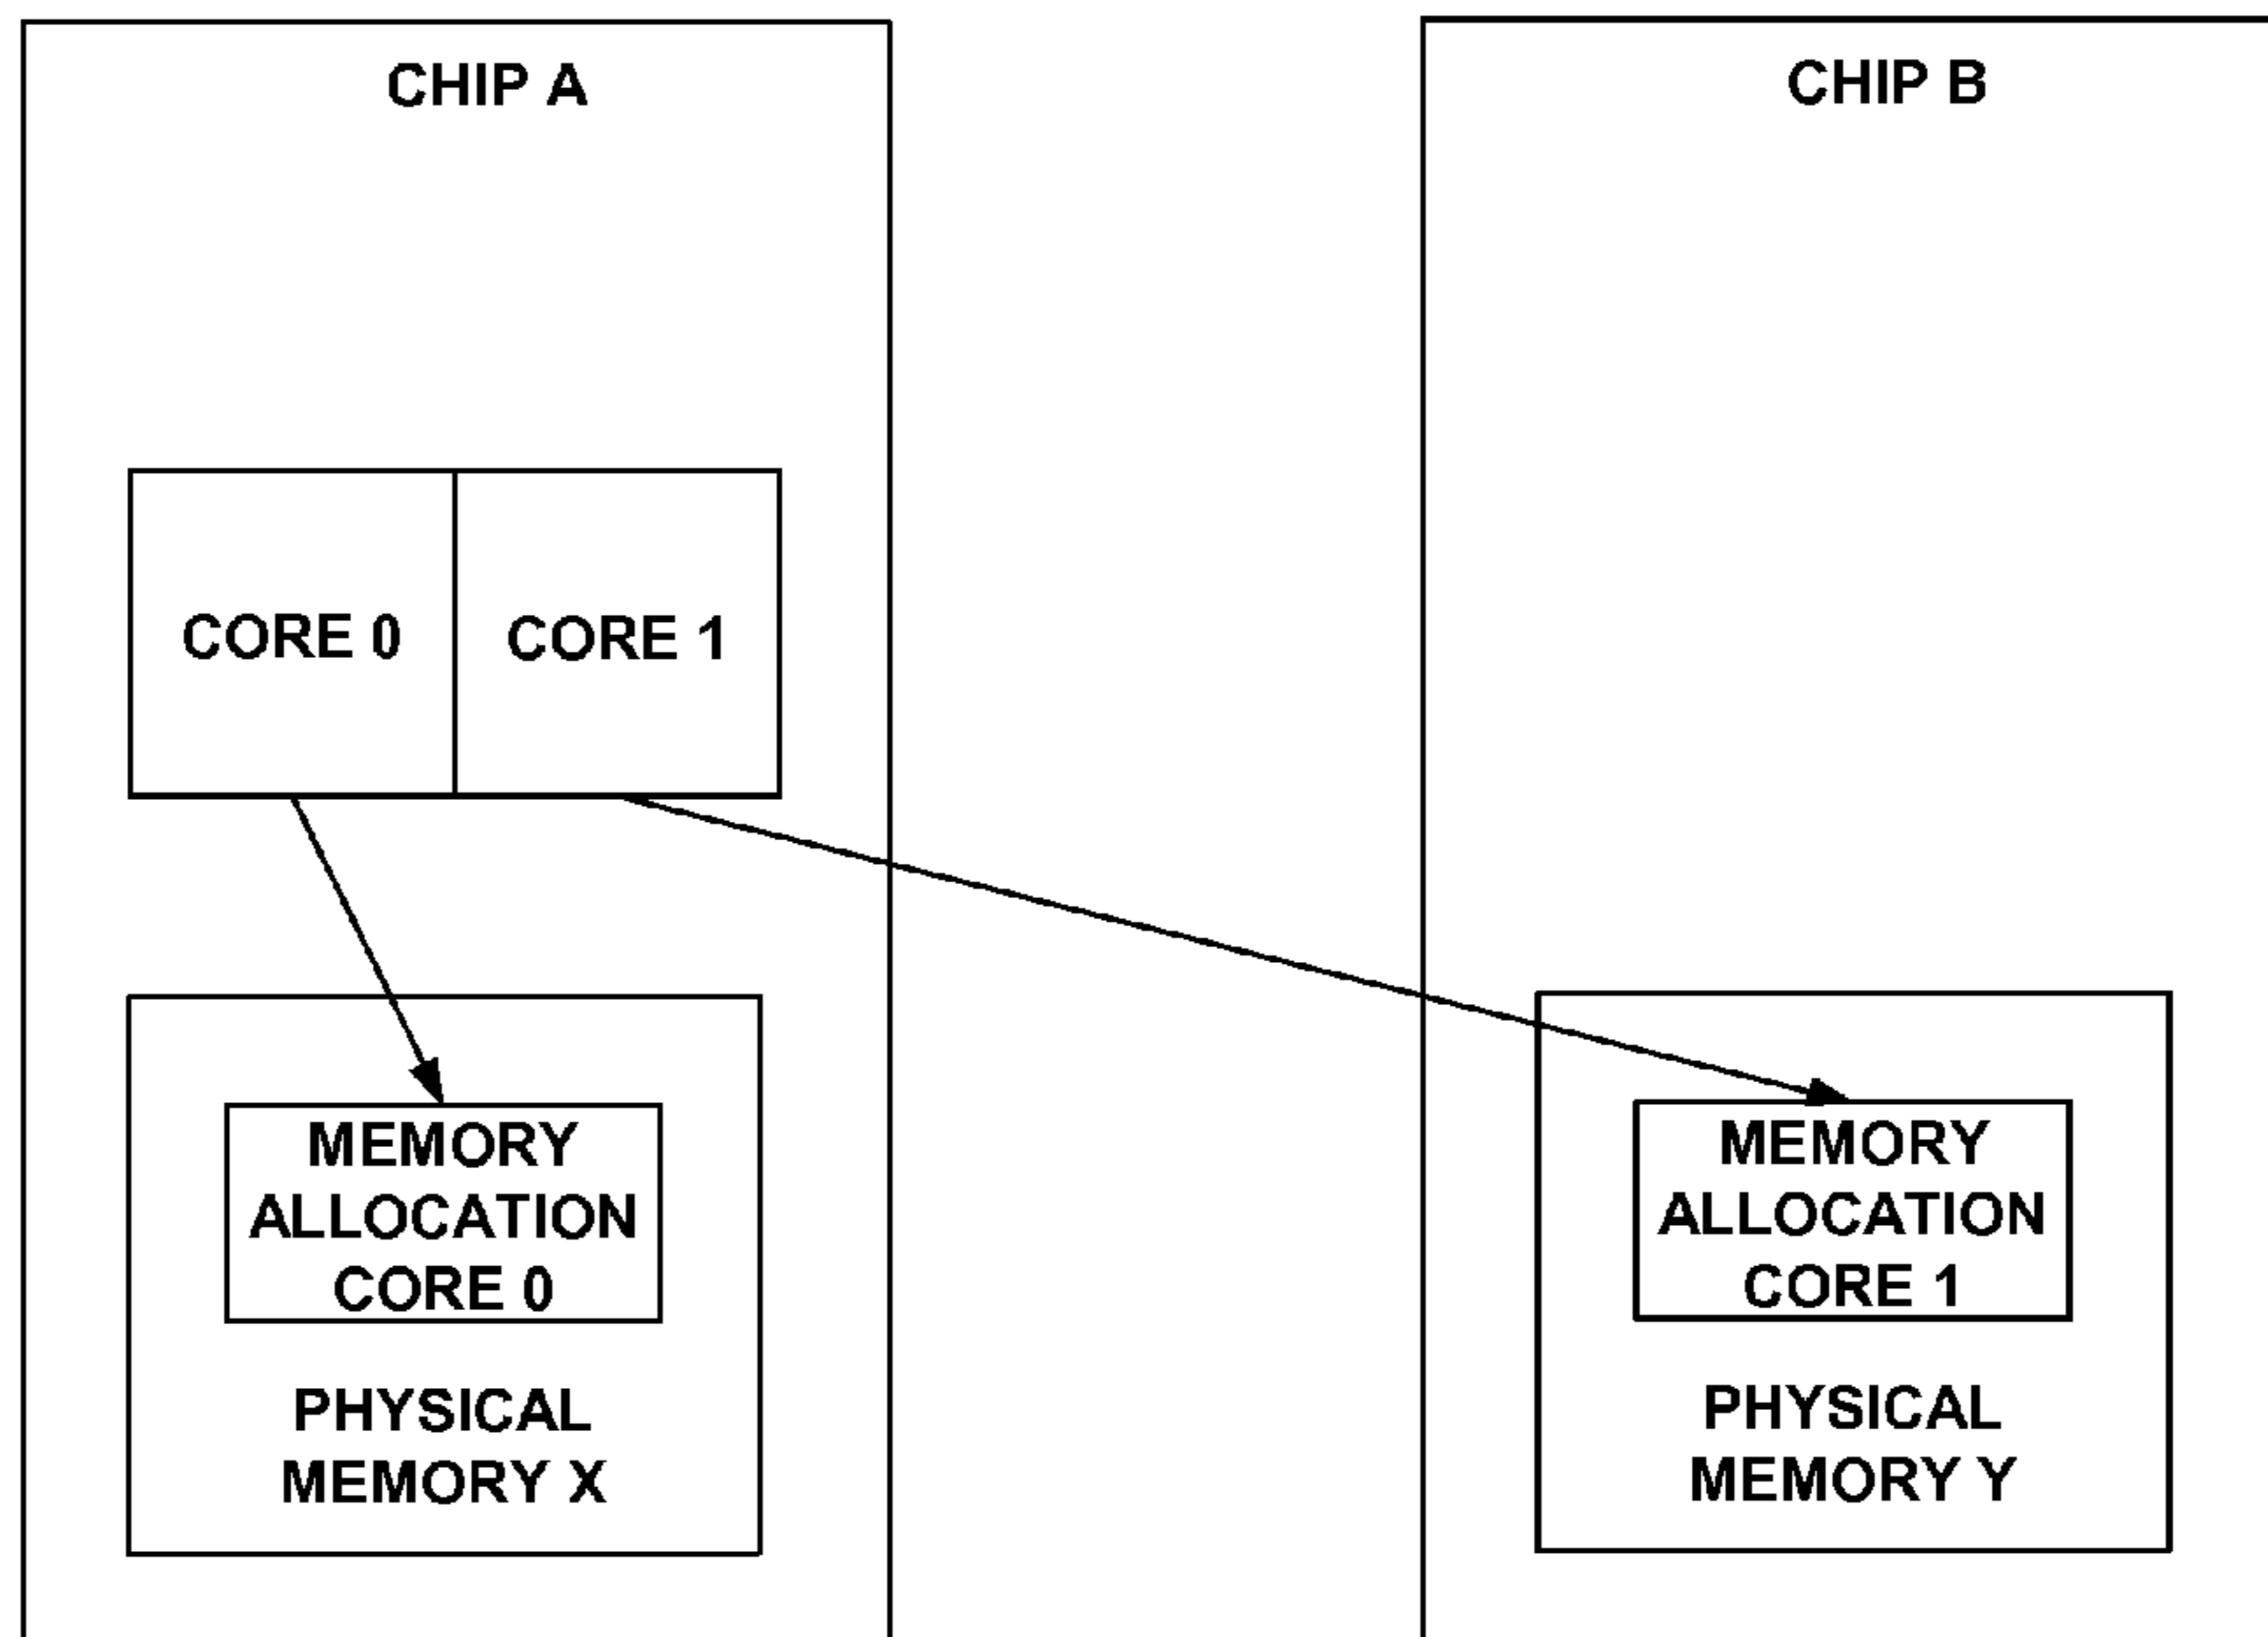 CHIP A
CHIP B
CORE 0
CORE 1
MEMORY
ALLOCATION
CORE 0
PHYSICAL
MEMORY X
MEMORY
ALLOCATION
CORE 1
PHYSICAL
MEMORY Y